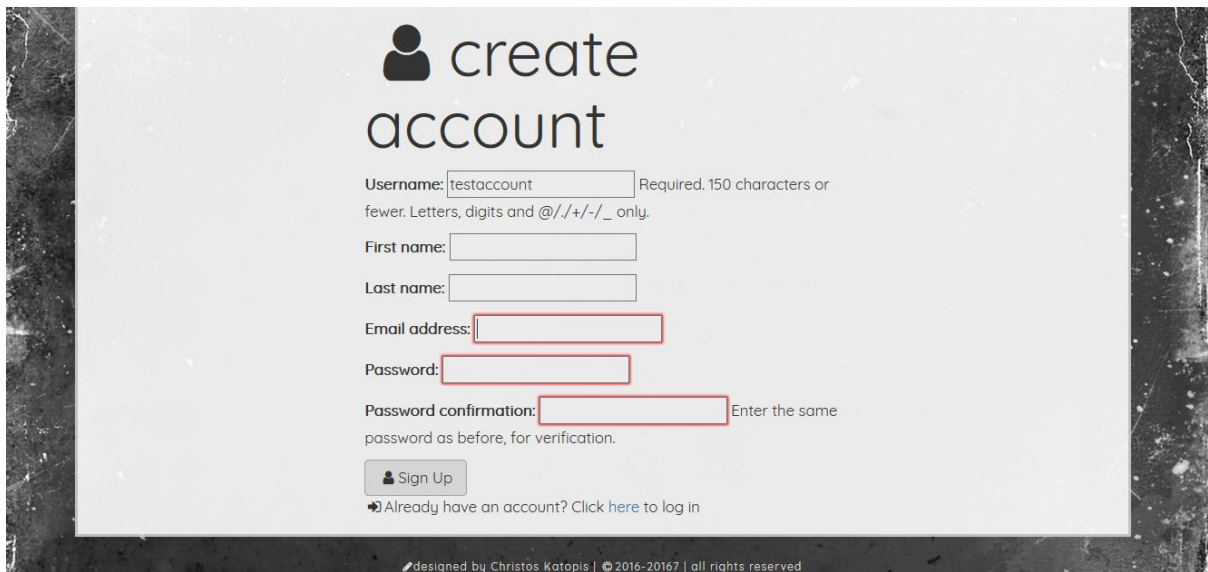 create
account
Username: testaccount Required. 150 characters or
fewer. Letters, digits and @/./+/-/_ only.
First name:
Last name:
Email address:
Password:
Password confirmation: Enter the same
password as before, for verification.
Sign Up
Already have an account? Click here to log in
designed by Christos Katopis | © 2016-20167 | all rights reserved